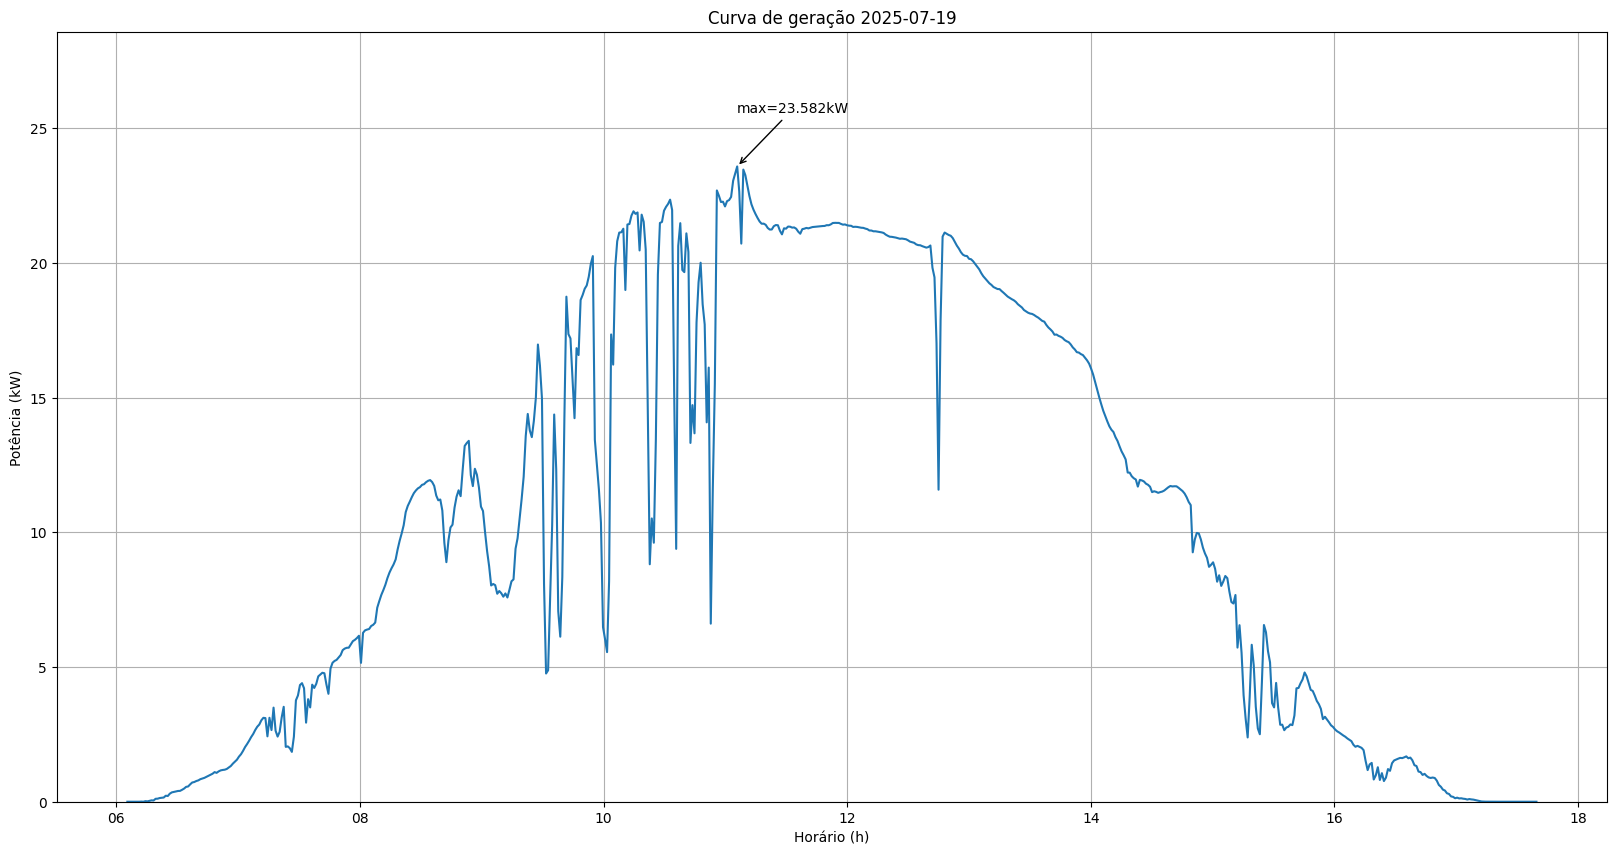 Curva de geração 2025-07-19
max=23.582kW
Potência (kW)
25
20
15
10
5
0
06 08 10 12 14 16 18
Horário (h)